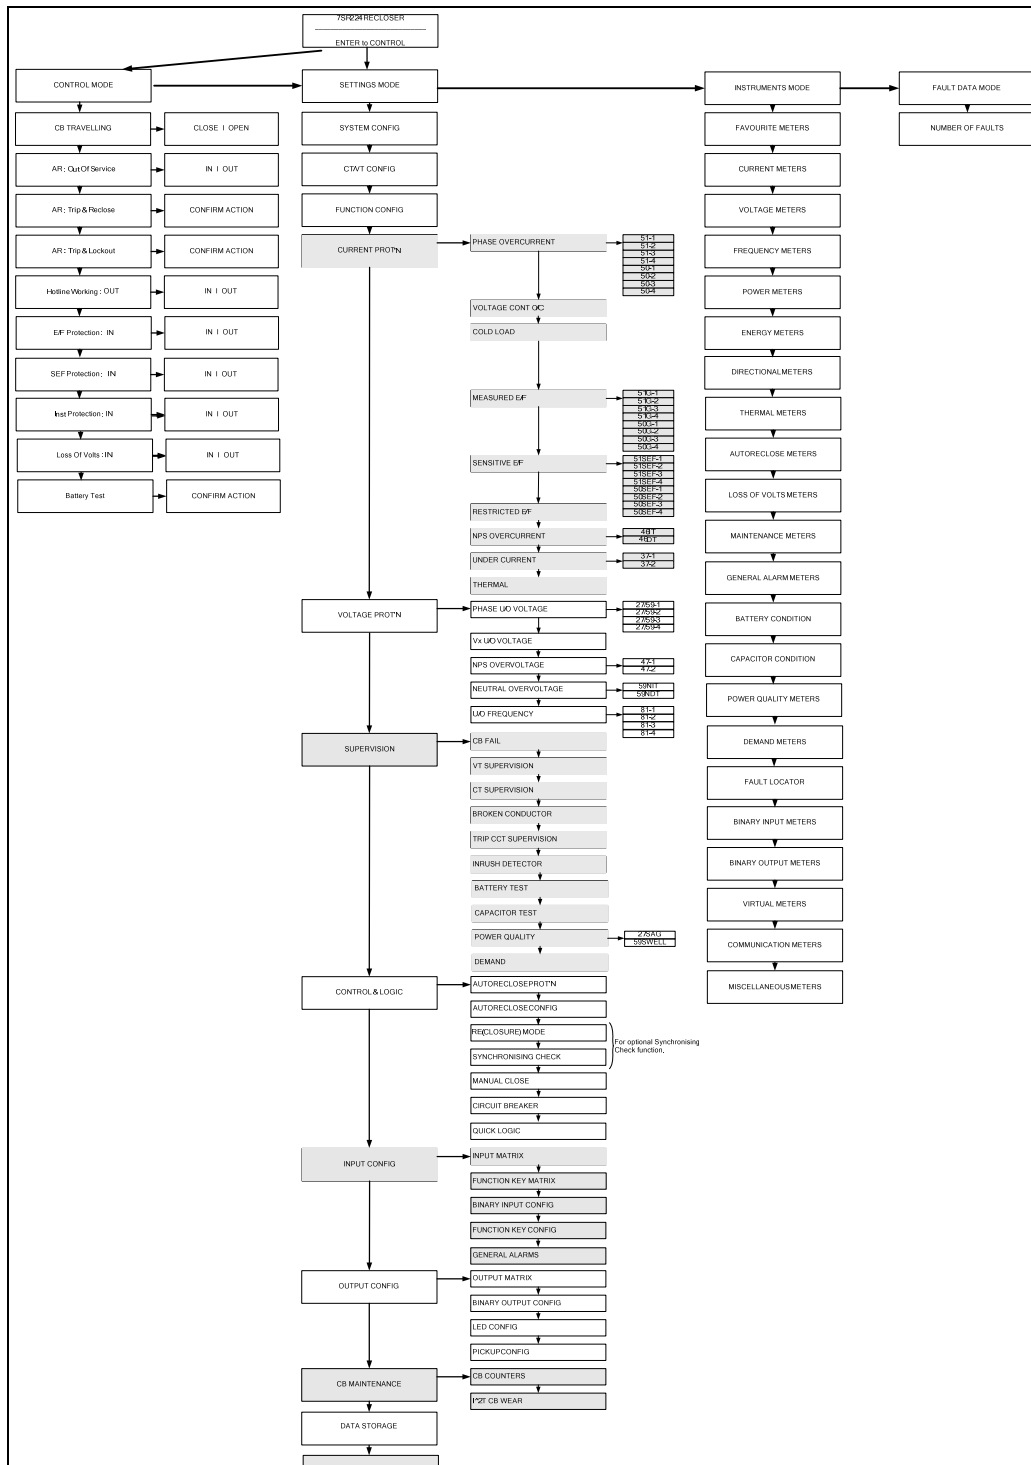 7SR224 RECLOSER
ENTER to CONTROL
CONTROL MODE
CB TRAVELLING
CLOSE | OPEN
AR: Out Of Service
IN | OUT
AR: Trip & Reclose
CONFIRM ACTION
AR: Trip & Lockout
CONFIRM ACTION
Hotline Working: OUT
IN | OUT
E/F Protection: IN
IN | OUT
SEF Protection: IN
IN | OUT
Inst Protection: IN
IN | OUT
Loss Of Volts: IN
IN | OUT
Battery Test
CONFIRM ACTION
SETTINGS MODE
SYSTEM CONFIG
CT/VT CONFIG
FUNCTION CONFIG
CURRENT PROT'N
PHASE OVERCURRENT
51-1
51-2
51-3
51-4
50-1
50-2
50-3
50-4
VOLTAGE CONT O/C
COLD LOAD
MEASURED E/F
51G-1
51G-2
51G-3
51G-4
50G-1
50G-2
50G-3
50G-4
SENSITIVE E/F
51SEF-1
51SEF-2
51SEF-3
51SEF-4
50SEF-1
50SEF-2
50SEF-3
50SEF-4
RESTRICTED E/F
NPS OVERCURRENT
46IT
46DT
UNDER CURRENT
37-1
37-2
THERMAL
VOLTAGE PROT'N
PHASE U/O VOLTAGE
27/59-1
27/59-2
27/59-3
27/59-4
Vx U/O VOLTAGE
NPS OVERVOLTAGE
47-1
47-2
NEUTRAL OVERVOLTAGE
59NIT
59NDT
U/O FREQUENCY
81-1
81-2
81-3
81-4
SUPERVISION
CB FAIL
VT SUPERVISION
CT SUPERVISION
BROKEN CONDUCTOR
TRIP CCT SUPERVISION
INRUSH DETECTOR
BATTERY TEST
CAPACITOR TEST
POWER QUALITY
27SAG
59SWELL
DEMAND
CONTROL & LOGIC
AUTORECLOSE PROT'N
AUTORECLOSE CONFIG
RE(CLOSURE) MODE
SYNCHRONISING CHECK
For optional Synchronising
Check function.
MANUAL CLOSE
CIRCUIT BREAKER
QUICK LOGIC
INPUT CONFIG
INPUT MATRIX
FUNCTION KEY MATRIX
BINARY INPUT CONFIG
FUNCTION KEY CONFIG
GENERAL ALARMS
OUTPUT CONFIG
OUTPUT MATRIX
BINARY OUTPUT CONFIG
LED CONFIG
PICKUP CONFIG
CB MAINTENANCE
CB COUNTERS
I^2T CB WEAR
DATA STORAGE
INSTRUMENTS MODE
FAVOURITE METERS
CURRENT METERS
VOLTAGE METERS
FREQUENCY METERS
POWER METERS
ENERGY METERS
DIRECTIONAL METERS
THERMAL METERS
AUTORECLOSE METERS
LOSS OF VOLTS METERS
MAINTENANCE METERS
GENERAL ALARM METERS
BATTERY CONDITION
CAPACITOR CONDITION
POWER QUALITY METERS
DEMAND METERS
FAULT LOCATOR
BINARY INPUT METERS
BINARY OUTPUT METERS
VIRTUAL METERS
COMMUNICATION METERS
MISCELLANEOUS METERS
FAULT DATA MODE
NUMBER OF FAULTS